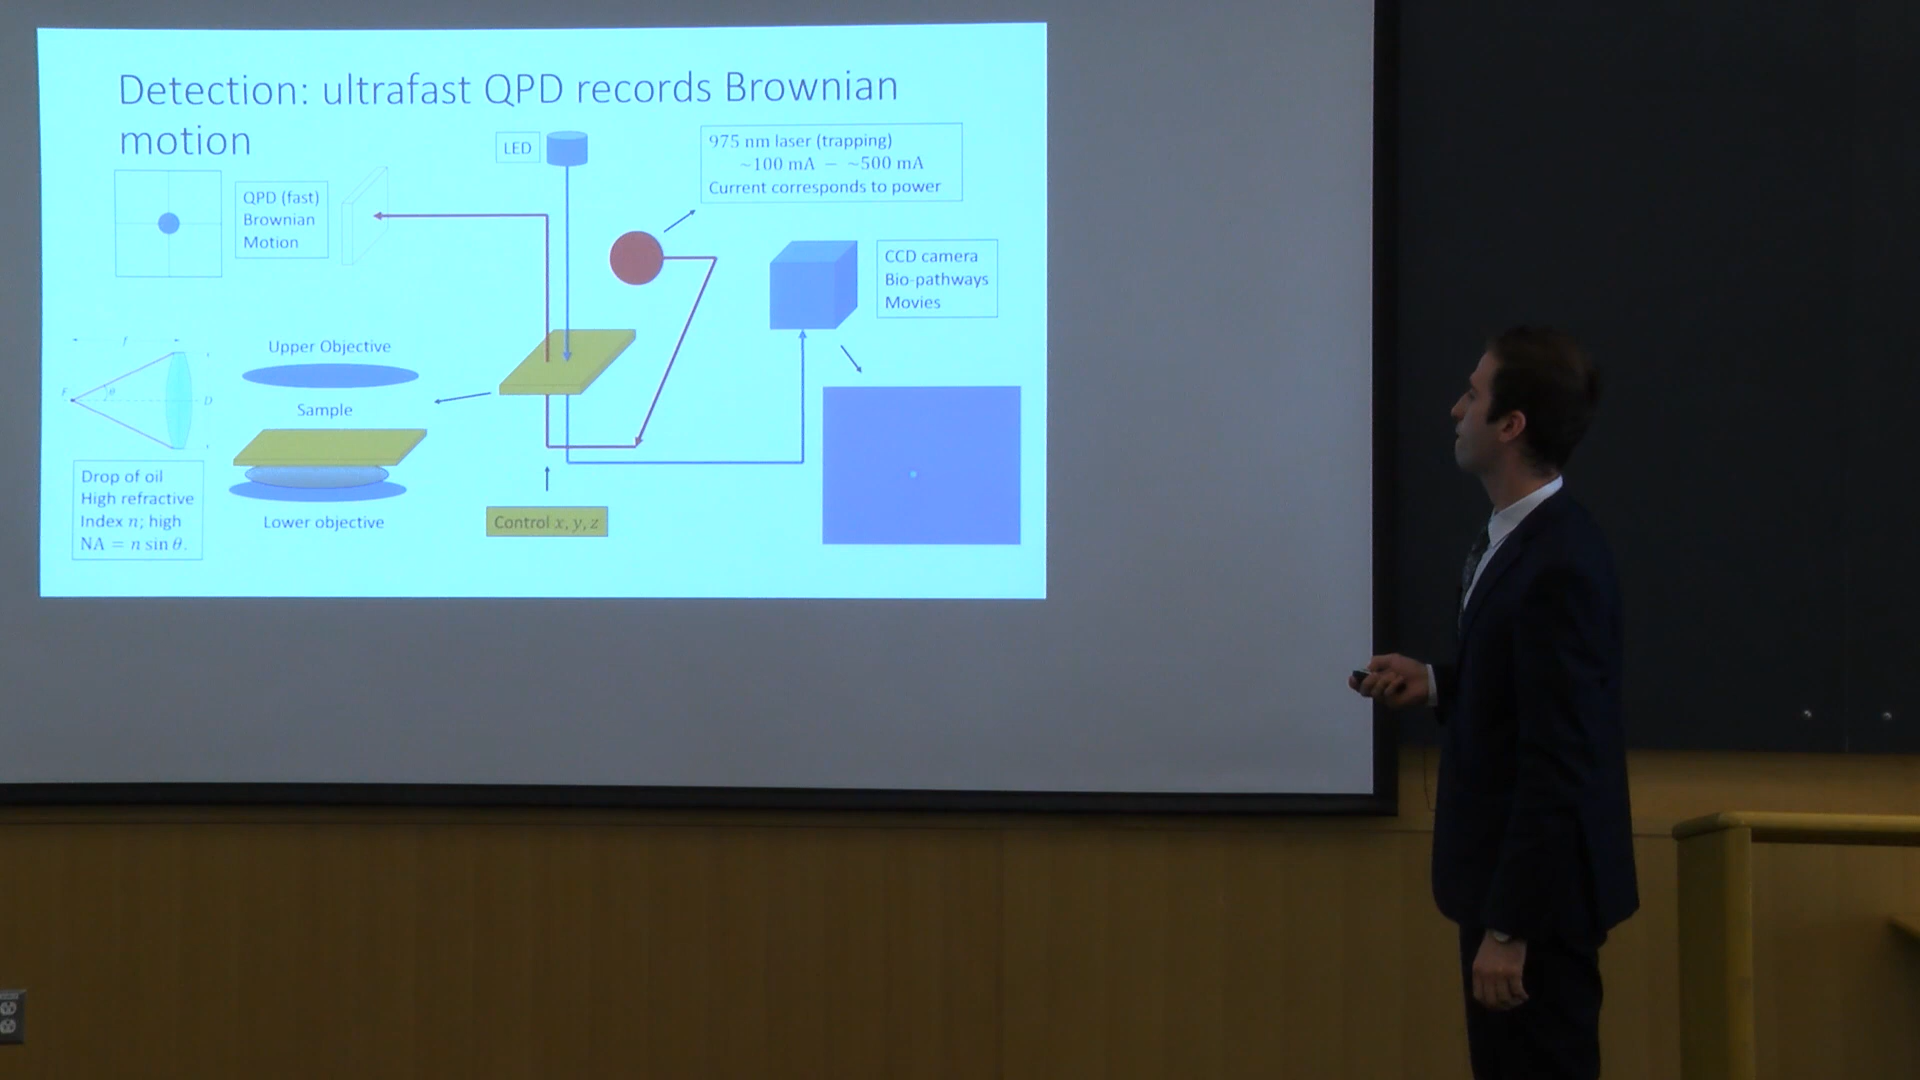 Detection: ultrafast QPD records Brownian
motion
LED
975 nm laser (trapping)
~100 mA – ~500 mA
Current corresponds to power
QPD (fast)
Brownian
Motion
CCD camera
Bio-pathways
Movies
f
Upper Objective
F
θ
D
Sample
Drop of oil
High refractive
Index n; high
NA = n sin θ.
Lower objective
Control x, y, z